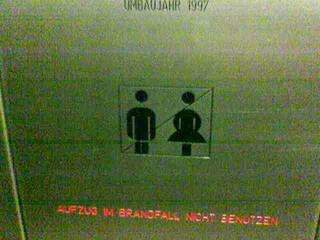 UMBAUJAHR 1997
AUFZUG IM BRANDFALL NICHT BENUTZEN